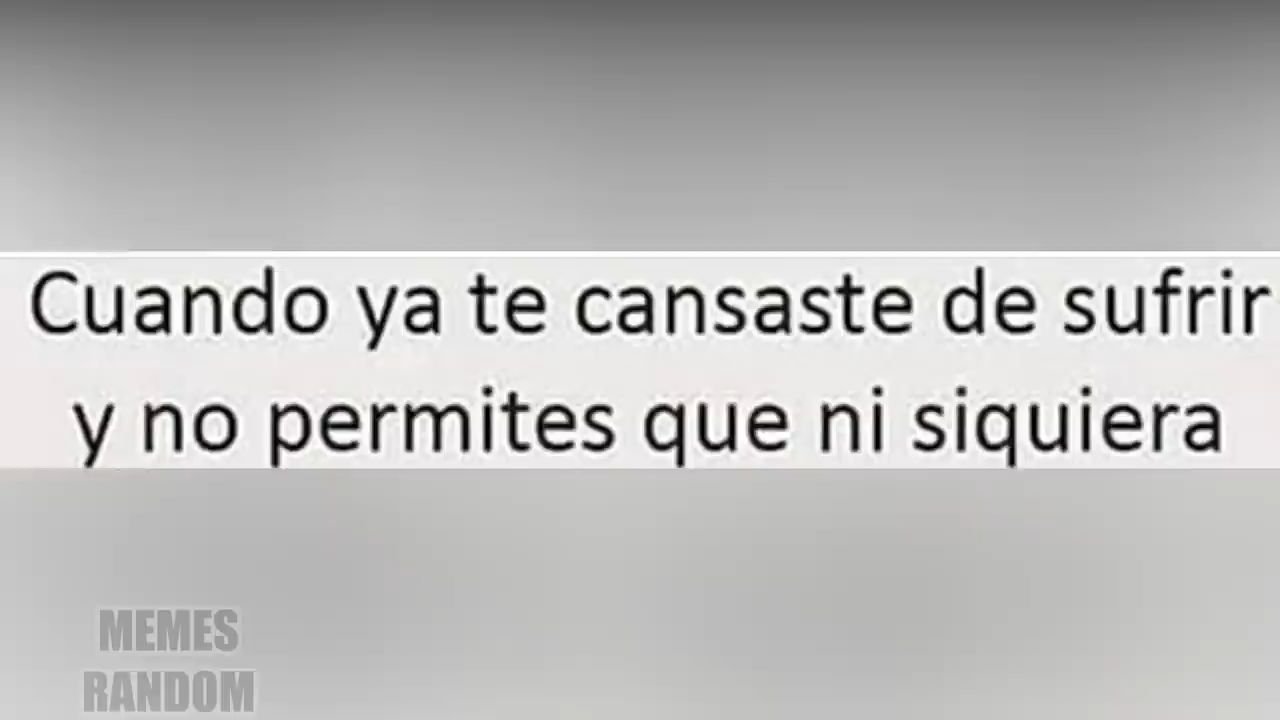 Cuando ya te cansaste de sufrir
y no permites que ni siquiera
MEMES
RANDOM